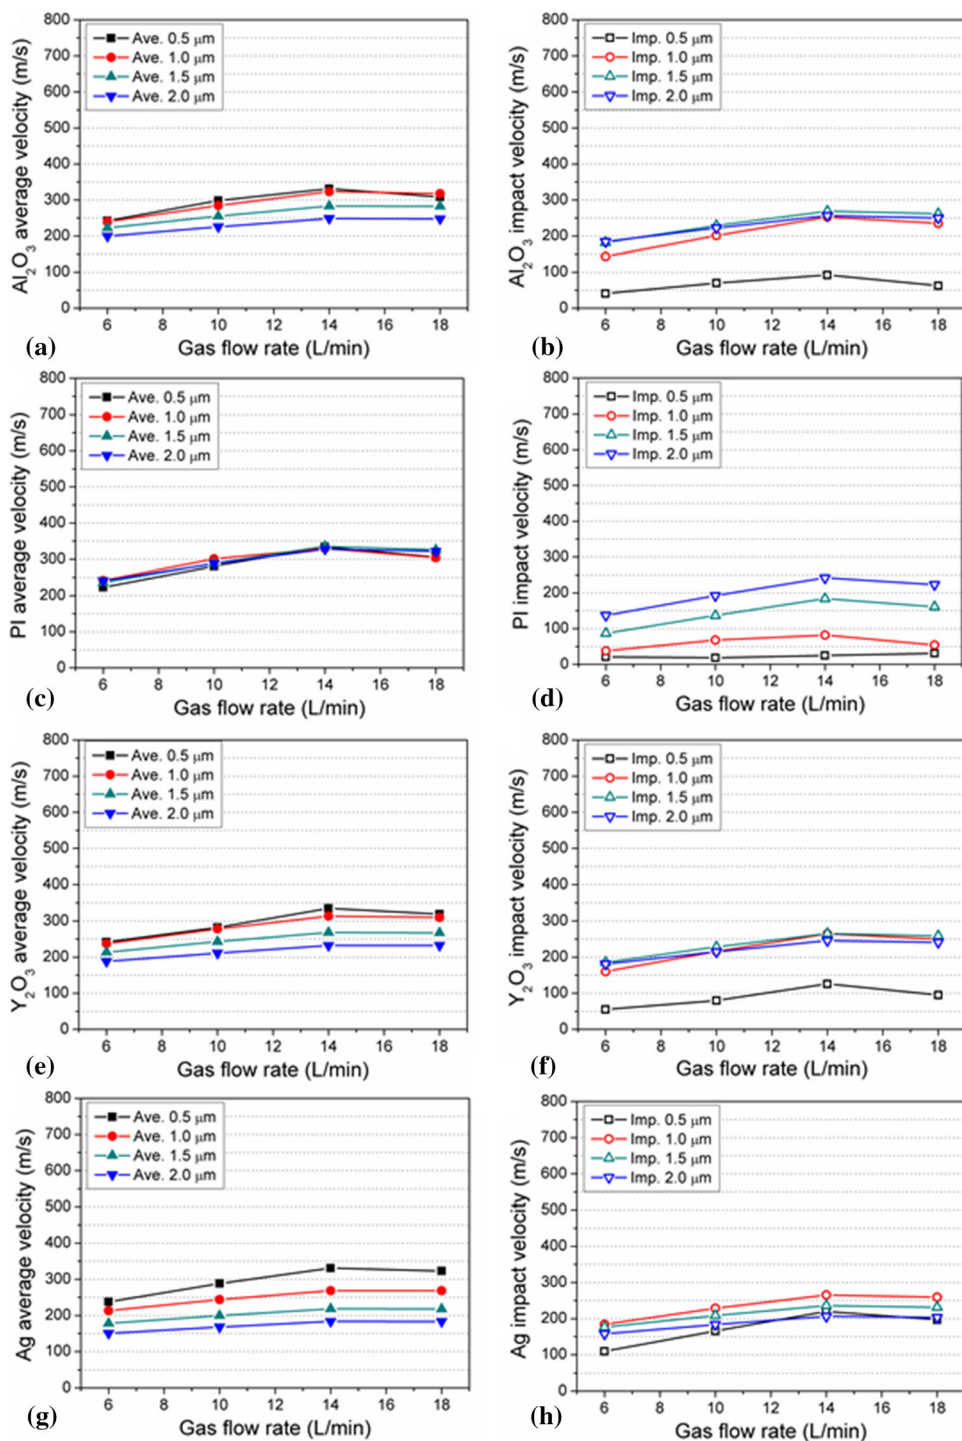 800
700
600
500
400
300
200
100
0
Al2O3 average velocity (m/s)
Ave. 0.5 μm
Ave. 1.0 μm
Ave. 1.5 μm
Ave. 2.0 μm
6 8 10 12 14 16 18
(a)
Gas flow rate (L/min)
800
700
600
500
400
300
200
100
0
Al2O3 impact velocity (m/s)
Imp. 0.5 μm
Imp. 1.0 μm
Imp. 1.5 μm
Imp. 2.0 μm
6 8 10 12 14 16 18
(b)
Gas flow rate (L/min)
800
700
600
500
400
300
200
100
0
PI average velocity (m/s)
Ave. 0.5 μm
Ave. 1.0 μm
Ave. 1.5 μm
Ave. 2.0 μm
6 8 10 12 14 16 18
(c)
Gas flow rate (L/min)
800
700
600
500
400
300
200
100
0
PI impact velocity (m/s)
Imp. 0.5 μm
Imp. 1.0 μm
Imp. 1.5 μm
Imp. 2.0 μm
6 8 10 12 14 16 18
(d)
Gas flow rate (L/min)
800
700
600
500
400
300
200
100
0
Y2O3 average velocity (m/s)
Ave. 0.5 μm
Ave. 1.0 μm
Ave. 1.5 μm
Ave. 2.0 μm
6 8 10 12 14 16 18
(e)
Gas flow rate (L/min)
800
700
600
500
400
300
200
100
0
Y2O3 impact velocity (m/s)
Imp. 0.5 μm
Imp. 1.0 μm
Imp. 1.5 μm
Imp. 2.0 μm
6 8 10 12 14 16 18
(f)
Gas flow rate (L/min)
800
700
600
500
400
300
200
100
0
Ag average velocity (m/s)
Ave. 0.5 μm
Ave. 1.0 μm
Ave. 1.5 μm
Ave. 2.0 μm
6 8 10 12 14 16 18
(g)
Gas flow rate (L/min)
800
700
600
500
400
300
200
100
0
Ag impact velocity (m/s)
Imp. 0.5 μm
Imp. 1.0 μm
Imp. 1.5 μm
Imp. 2.0 μm
6 8 10 12 14 16 18
(h)
Gas flow rate (L/min)